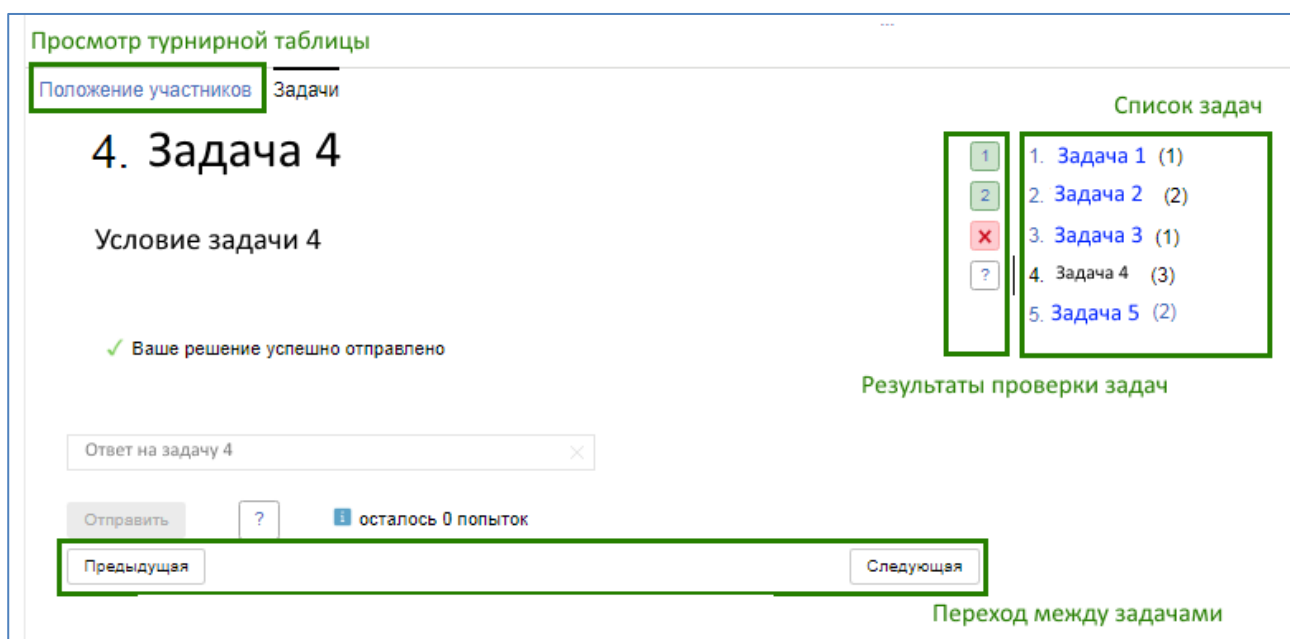 Просмотр турнирной таблицы
Положение участников Задачи
Список задач
4. Задача 4
1 1. Задача 1 (1)
2 2. Задача 2 (2)
Условие задачи 4
3. Задача 3 (1)
? 4. Задача 4 (3)
5. Задача 5 (2)
Ваше решение успешно отправлено
Результаты проверки задач
Ответ на задачу 4
Отправить ? i осталось 0 попыток
Предыдущая Следующая
Переход между задачами